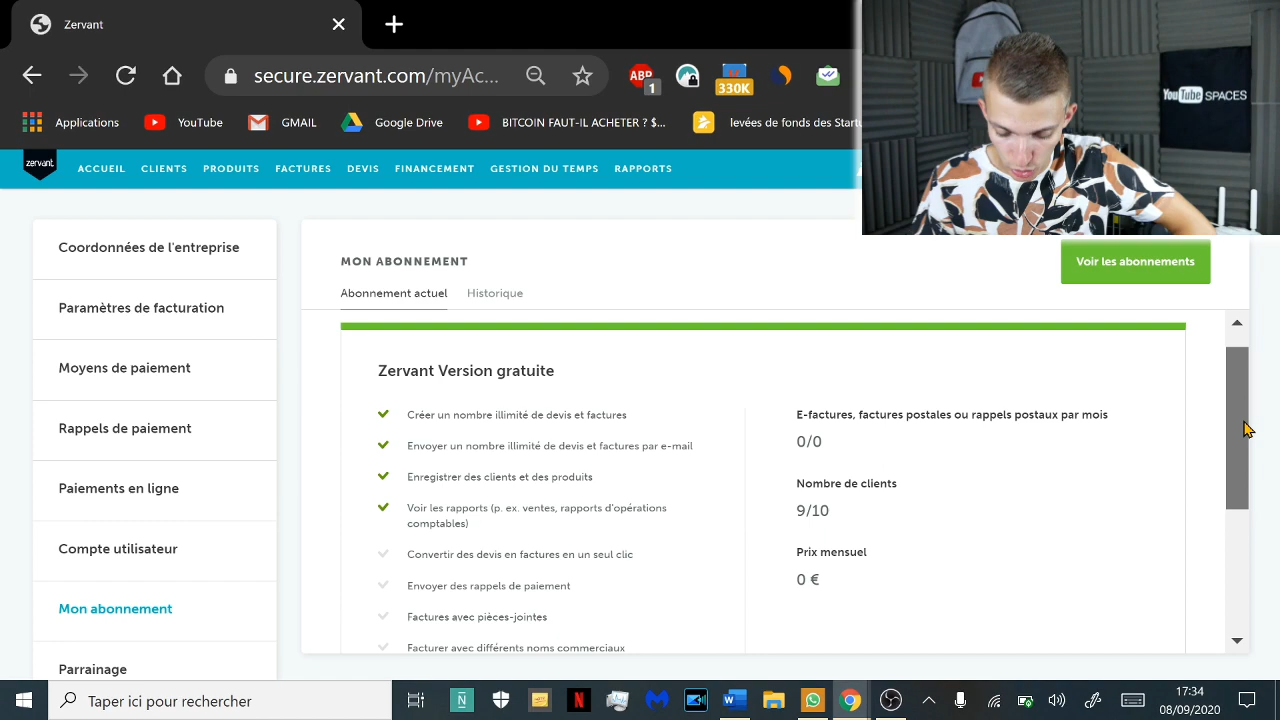 Zervant
secure.zervant.com/myAc...
ABP
1
330K
Applications
YouTube
GMAIL
Google Drive
BITCOIN FAUT-IL ACHETER ? $...
levées de fonds des Start
YouTube SPACES
zervant
ACCUEIL
CLIENTS
PRODUITS
FACTURES
DEVIS
FINANCEMENT
GESTION DU TEMPS
RAPPORTS
Coordonnées de l'entreprise
Paramètres de facturation
Moyens de paiement
Rappels de paiement
Paiements en ligne
Compte utilisateur
Mon abonnement
Parrainage
MON ABONNEMENT
Voir les abonnements
Abonnement actuel
Historique
Zervant Version gratuite
Créer un nombre illimité de devis et factures
Envoyer un nombre illimité de devis et factures par e-mail
Enregistrer des clients et des produits
Voir les rapports (p. ex. ventes, rapports d'opérations
comptables)
Convertir des devis en factures en un seul clic
Envoyer des rappels de paiement
Factures avec pièces-jointes
Facturer avec différents noms commerciaux
E-factures, factures postales ou rappels postaux par mois
0/0
Nombre de clients
9/10
Prix mensuel
0 €
Taper ici pour rechercher
17:34
08/09/2020